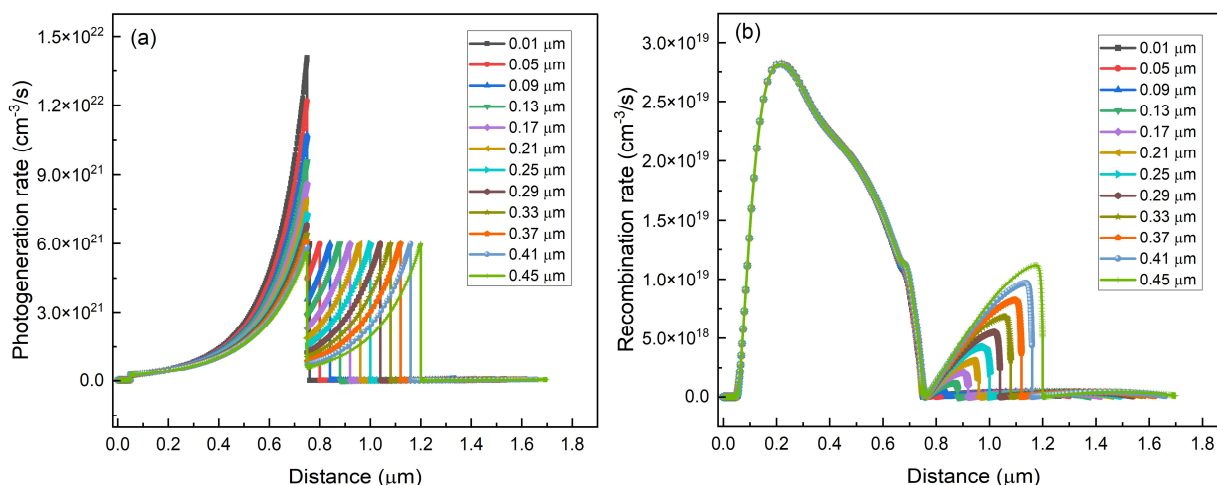 (a)
Photogeneration rate (cm⁻³/s)
1.5×10²²
1.2×10²²
9.0×10²¹
6.0×10²¹
3.0×10²¹
0.0
0.01 μm
0.05 μm
0.09 μm
0.13 μm
0.17 μm
0.21 μm
0.25 μm
0.29 μm
0.33 μm
0.37 μm
0.41 μm
0.45 μm
0.0 0.2 0.4 0.6 0.8 1.0 1.2 1.4 1.6 1.8
Distance (μm)
(b)
Recombination rate (cm⁻³/s)
3.0×10¹⁹
2.5×10¹⁹
2.0×10¹⁹
1.5×10¹⁹
1.0×10¹⁹
5.0×10¹⁸
0.0
0.01 μm
0.05 μm
0.09 μm
0.13 μm
0.17 μm
0.21 μm
0.25 μm
0.29 μm
0.33 μm
0.37 μm
0.41 μm
0.45 μm
0.0 0.2 0.4 0.6 0.8 1.0 1.2 1.4 1.6 1.8
Distance (μm)